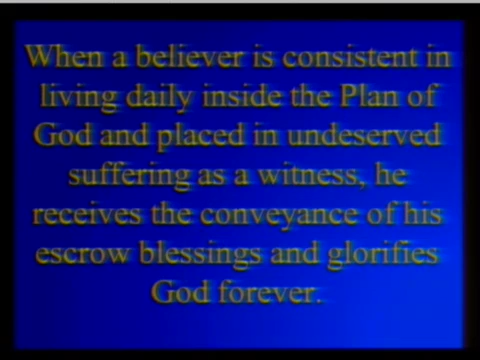 When a believer is consistent in
living daily inside the Plan of
God and placed in undeserved
suffering as a witness, he
receives the conveyance of his
escrow blessings and glorifies
God forever.